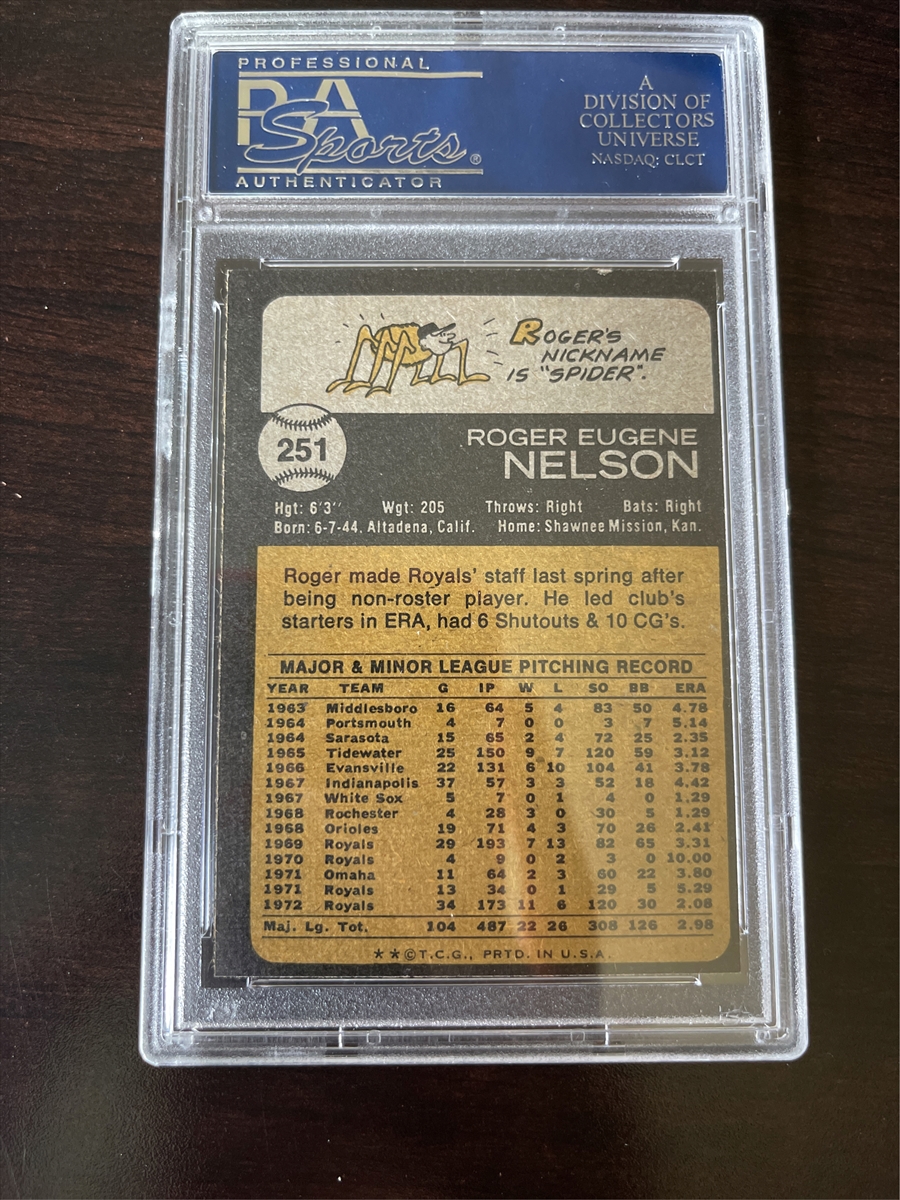 PROFESSIONAL
PSA
Sports®
AUTHENTICATOR
A
DIVISION OF
COLLECTORS
UNIVERSE
NASDAQ: CLCT
ROGER'S
NICKNAME
IS "SPIDER".
251
ROGER EUGENE
NELSON
Hgt: 6'3" Wgt: 205 Throws: Right Bats: Right
Born: 6-7-44, Altadena, Calif. Home: Shawnee Mission, Kan.
Roger made Royals' staff last spring after
being non-roster player. He led club's
starters in ERA, had 6 Shutouts & 10 CG's.
MAJOR & MINOR LEAGUE PITCHING RECORD
YEAR TEAM G IP W L SO BB ERA
1963 Middlesboro 16 64 5 4 83 50 4.78
1964 Portsmouth 4 7 0 0 3 7 5.14
1964 Sarasota 15 65 2 4 72 25 2.35
1965 Tidewater 25 150 9 7 120 59 3.12
1966 Evansville 22 131 6 10 104 41 3.78
1967 Indianapolis 37 57 3 3 52 18 4.42
1967 White Sox 5 7 0 1 4 0 1.29
1968 Rochester 4 28 3 0 30 5 1.29
1968 Orioles 19 71 4 3 70 26 2.41
1969 Royals 29 193 7 13 82 65 3.31
1970 Royals 4 9 0 2 3 0 10.00
1971 Omaha 11 64 2 3 60 22 3.80
1971 Royals 13 34 0 1 29 5 5.29
1972 Royals 34 173 11 6 120 30 2.08
Maj. Lg. Tot. 104 487 22 26 308 126 2.98
**©T.C.G., PRTD. IN U.S.A.